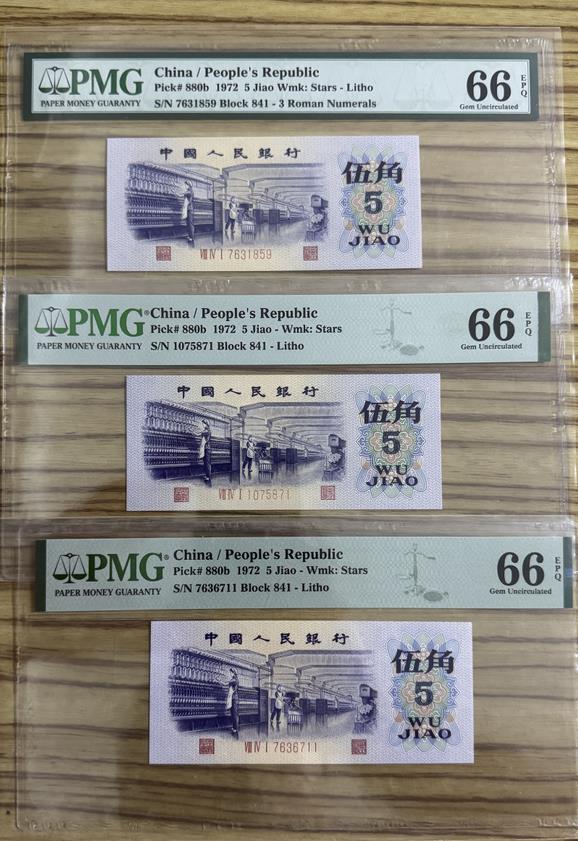 PMG
PAPER MONEY GUARANTY
China / People's Republic
Pick# 880b 1972 5 Jiao Wmk: Stars - Litho
S/N 7631859 Block 841 - 3 Roman Numerals
66 EPQ
Gem Uncirculated
中國人民銀行
伍角
5
WU
JIAO
Ⅷ Ⅳ Ⅰ 7631859
PMG®
PAPER MONEY GUARANTY
China / People's Republic
Pick# 880b 1972 5 Jiao - Wmk: Stars
S/N 1075871 Block 841 - Litho
66 EPQ
Gem Uncirculated
中國人民銀行
伍角
5
WU
JIAO
Ⅷ Ⅳ Ⅰ 1075871
PMG®
PAPER MONEY GUARANTY
China / People's Republic
Pick# 880b 1972 5 Jiao - Wmk: Stars
S/N 7636711 Block 841 - Litho
66 EPQ
Gem Uncirculated
中國人民銀行
伍角
5
WU
JIAO
Ⅷ Ⅳ Ⅰ 7636711